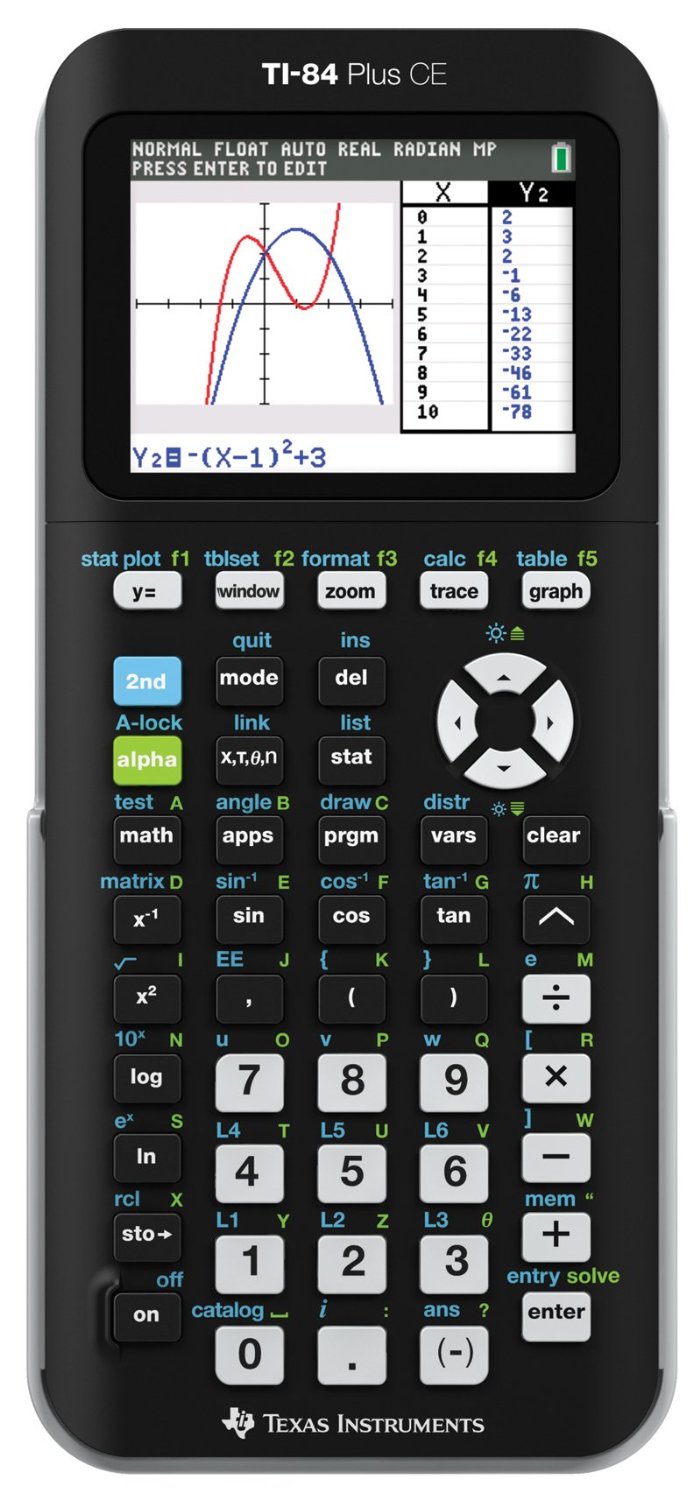 TI-84 Plus CE
NORMAL FLOAT AUTO REAL RADIAN MP
PRESS ENTER TO EDIT
X Y₂
0 2
1 3
2 2
3 -1
4 -6
5 -13
6 -22
7 -33
8 -46
9 -61
10 -78
Y₂=-(X-1)²+3
stat plot f1 tblset f2 format f3 calc f4 table f5
y= window zoom trace graph
quit ins
2nd mode del
A-lock link list
alpha X,T,θ,n stat
test A angle B draw C distr
math apps prgm vars clear
matrix D sin⁻¹ E cos⁻¹ F tan⁻¹ G π H
x⁻¹ sin cos tan ^
√ I EE J { K } L e M
x² , ( ) ÷
10ˣ N u O v P w Q [ R
log 7 8 9 ×
eˣ S L4 T L5 U L6 V ] W
ln 4 5 6 −
rcl X L1 Y L2 Z L3 θ mem “
sto→ 1 2 3 +
off catalog ⎵ i : ans ? entry solve
on 0 . (-) enter
TEXAS INSTRUMENTS